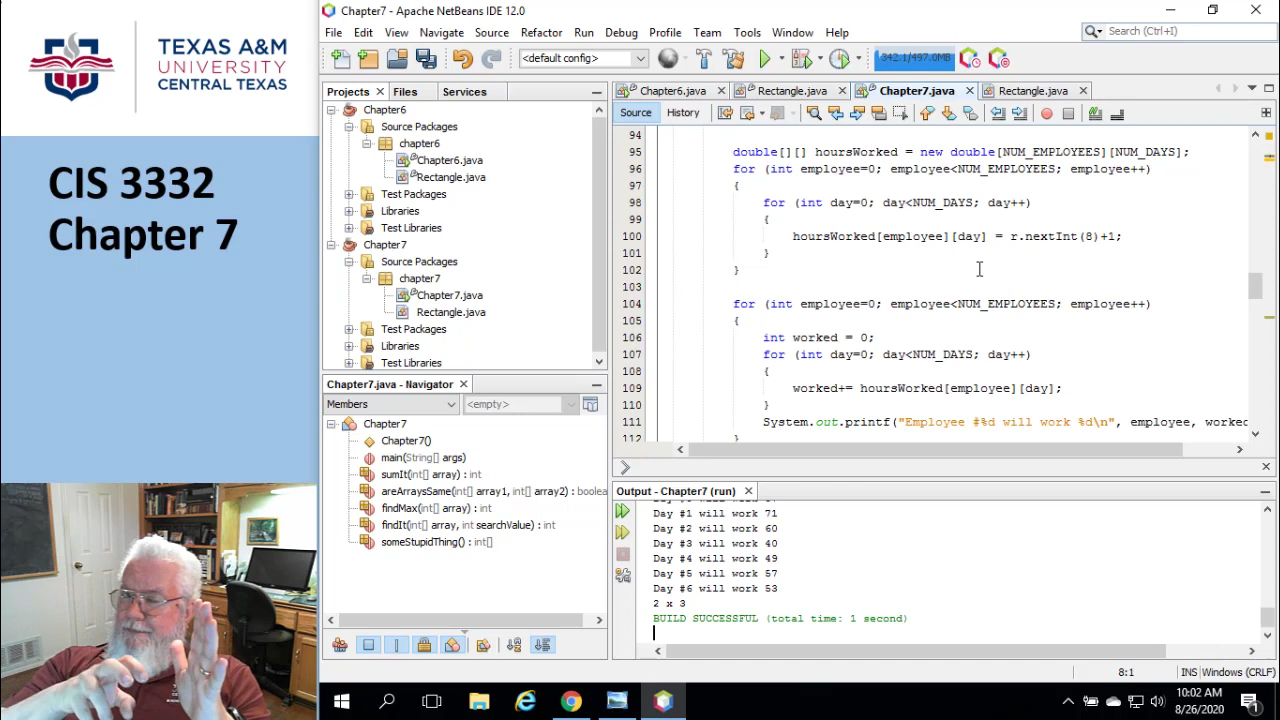 TEXAS A&M
UNIVERSITY
CENTRAL TEXAS
CIS 3332
Chapter 7
Chapter7 - Apache NetBeans IDE 12.0
File Edit View Navigate Source Refactor Run Debug Profile Team Tools Window Help
Search (Ctrl+I)
<default config>
342.1/497.0MB
Projects Files Services
Chapter6
Source Packages
chapter6
Chapter6.java
Rectangle.java
Test Packages
Libraries
Test Libraries
Chapter7
Source Packages
chapter7
Chapter7.java
Rectangle.java
Test Packages
Libraries
Test Libraries
Chapter7.java - Navigator
Members
<empty>
Chapter7
Chapter7()
main(String[] args)
sumIt(int[] array) : int
areArraysSame(int[] array1, int[] array2) : boolea
findMax(int[] array) : int
findIt(int[] array, int searchValue) : int
someStupidThing() : int[]
Chapter6.java Rectangle.java Chapter7.java Rectangle.java
Source History
94
95 double[][] hoursWorked = new double[NUM_EMPLOYEES][NUM_DAYS];
96 for (int employee=0; employee<NUM_EMPLOYEES; employee++)
97 {
98 for (int day=0; day<NUM_DAYS; day++)
99 {
100 hoursWorked[employee][day] = r.nextInt(8)+1;
101 }
102 }
103
104 for (int employee=0; employee<NUM_EMPLOYEES; employee++)
105 {
106 int worked = 0;
107 for (int day=0; day<NUM_DAYS; day++)
108 {
109 worked+= hoursWorked[employee][day];
110 }
111 System.out.printf("Employee #%d will work %d\n", employee, worked
112 }
Output - Chapter7 (run)
Day #1 will work 71
Day #2 will work 60
Day #3 will work 40
Day #4 will work 49
Day #5 will work 57
Day #6 will work 53
2 x 3
BUILD SUCCESSFUL (total time: 1 second)
8:1 INS Windows (CRLF)
10:02 AM
8/26/2020
1